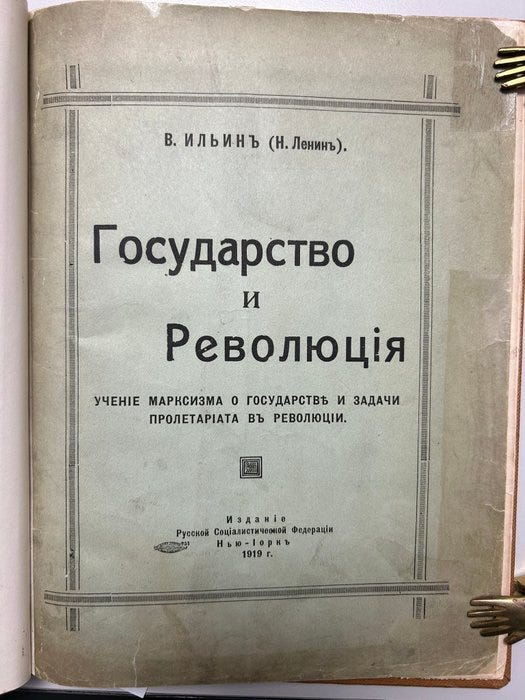 В. ИЛЬИНЪ (Н. Ленинъ).
Государство
и
Революція
УЧЕНІЕ МАРКСИЗМА О ГОСУДАРСТВѢ И ЗАДАЧИ
ПРОЛЕТАРІАТА ВЪ РЕВОЛЮЦІИ.
Изданіе
Русской Соціалистической Федераціи
Нью-Іоркъ
1919 г.